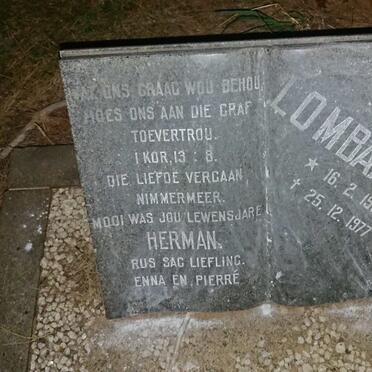 WAT ONS GRAAG WOU BEHOU
MOES ONS AAN DIE GRAF
TOEVERTROU.
1 KOR, 13 : 8.
DIE LIEFDE VERGAAN
NIMMERMEER.
MOOI WAS JOU LEWENSJARE
HERMAN.
RUS SAG LIEFLING.
ENNA EN PIERRÉ
LOMBA
* 16. 2. 19
† 25. 12. 1977